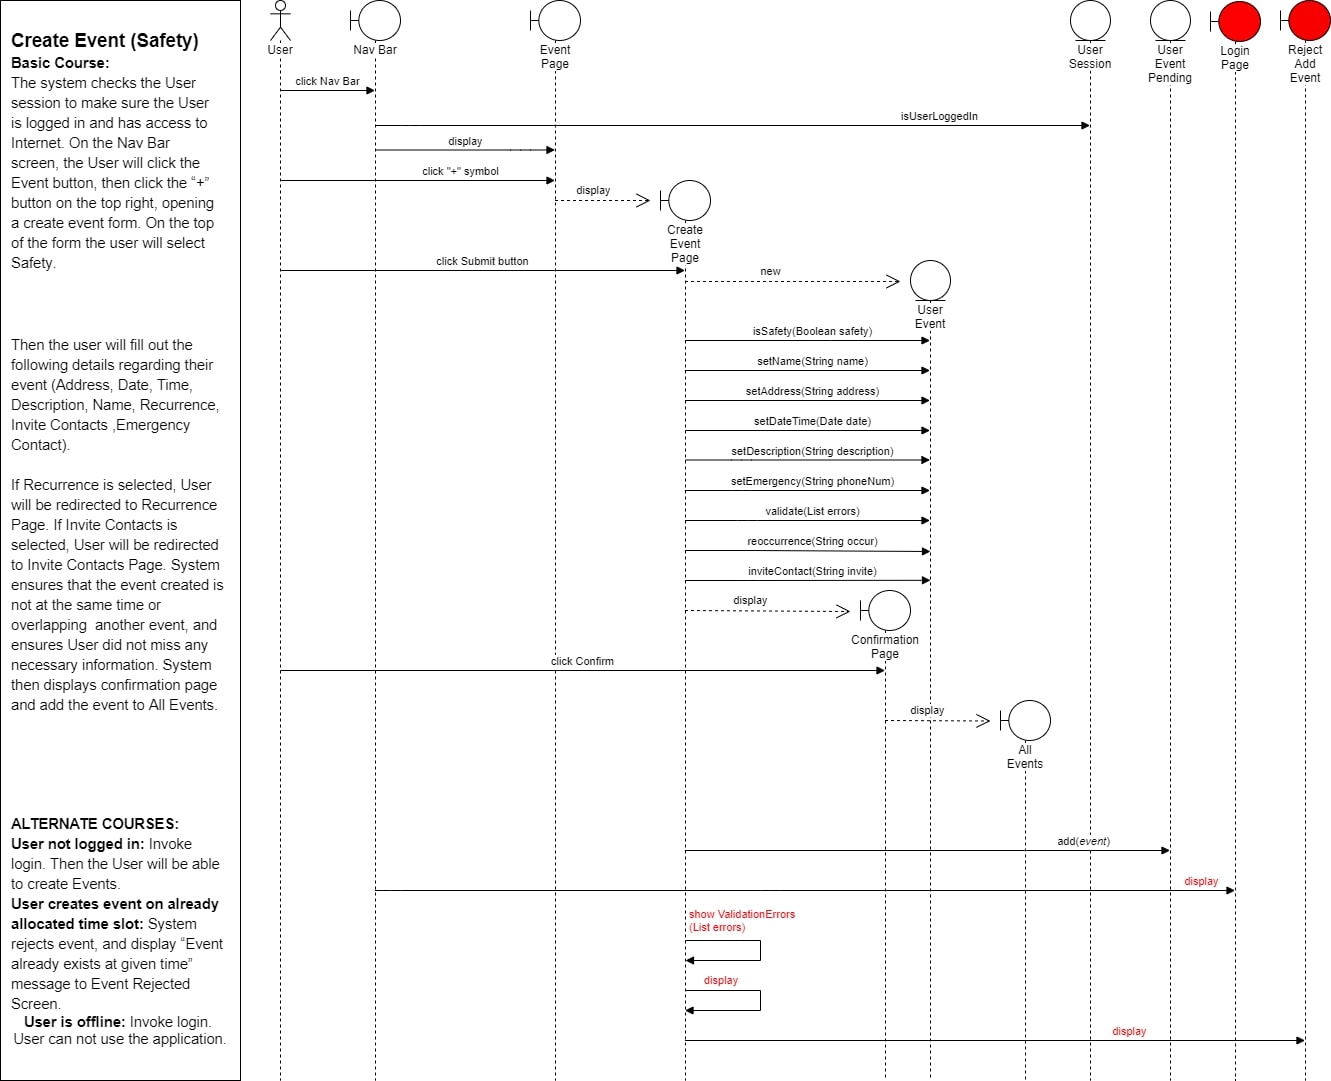 Create Event (Safety)
Basic Course:
The system checks the User
session to make sure the User
is logged in and has access to
Internet. On the Nav Bar
screen, the User will click the
Event button, then click the “+”
button on the top right, opening
a create event form. On the top
of the form the user will select
Safety.
Then the user will fill out the
following details regarding their
event (Address, Date, Time,
Description, Name, Recurrence,
Invite Contacts ,Emergency
Contact).
If Recurrence is selected, User
will be redirected to Recurrence
Page. If Invite Contacts is
selected, User will be redirected
to Invite Contacts Page. System
ensures that the event created is
not at the same time or
overlapping  another event, and
ensures User did not miss any
necessary information. System
then displays confirmation page
and add the event to All Events.
ALTERNATE COURSES:
User not logged in: Invoke
login. Then the User will be able
to create Events.
User creates event on already
allocated time slot: System
rejects event, and display “Event
already exists at given time”
message to Event Rejected
Screen.
User is offline: Invoke login.
User can not use the application.
User
Nav Bar
Event
Page
User
Session
User
Event
Pending
Login
Page
Reject
Add
Event
click Nav Bar
isUserLoggedIn
display
click "+" symbol
display
Create
Event
Page
click Submit button
new
User
Event
isSafety(Boolean safety)
setName(String name)
setAddress(String address)
setDateTime(Date date)
setDescription(String description)
setEmergency(String phoneNum)
validate(List errors)
reoccurrence(String occur)
inviteContact(String invite)
display
Confirmation
Page
click Confirm
display
All
Events
add(event)
display
show ValidationErrors
(List errors)
display
display